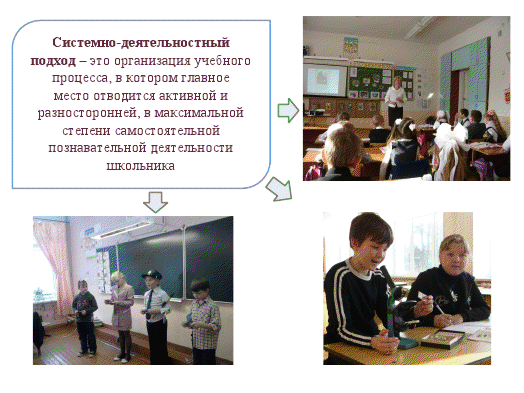 Системно-деятельностный
подход – это организация учебного
процесса, в котором главное
место отводится активной и
разносторонней, в максимальной
степени самостоятельной
познавательной деятельности
школьника